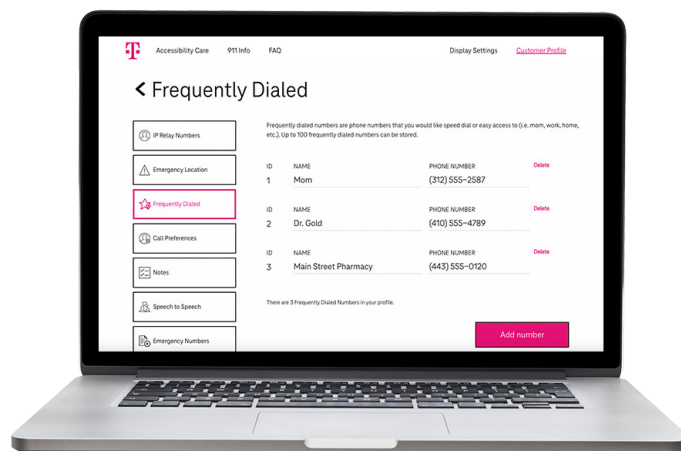 T Accessibility Care 911 Info FAQ Display Settings Customer Profile
< Frequently Dialed
IP Relay Numbers
Emergency Location
Frequently Dialed
Call Preferences
Notes
Speech to Speech
Emergency Numbers
Frequently dialed numbers are phone numbers that you would like speed dial or easy access to (i.e. mom, work, home,
etc.). Up to 100 frequently dialed numbers can be stored.
ID NAME PHONE NUMBER Delete
1 Mom (312) 555-2587
ID NAME PHONE NUMBER Delete
2 Dr. Gold (410) 555-4789
ID NAME PHONE NUMBER Delete
3 Main Street Pharmacy (443) 555-0120
There are 3 Frequently Dialed Numbers in your profile.
Add number